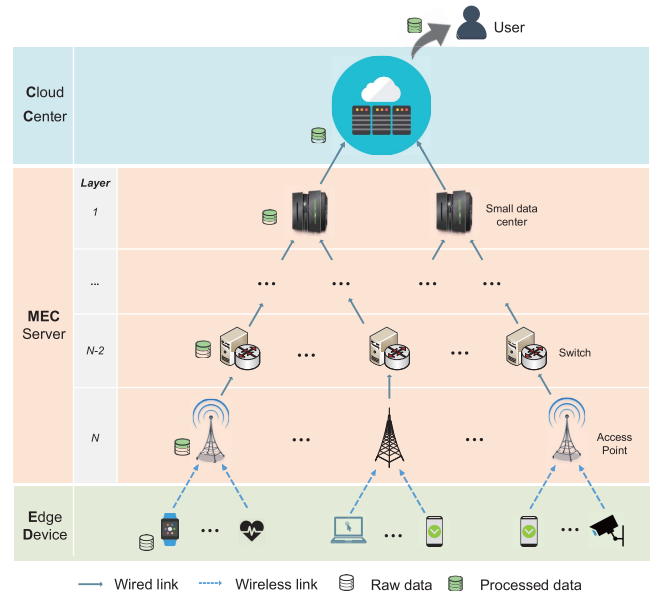 User
Cloud
Center
Layer
1
Small data
center
...
MEC
Server
N-2
Switch
N
Access
Point
Edge
Device
Wired link
Wireless link
Raw data
Processed data